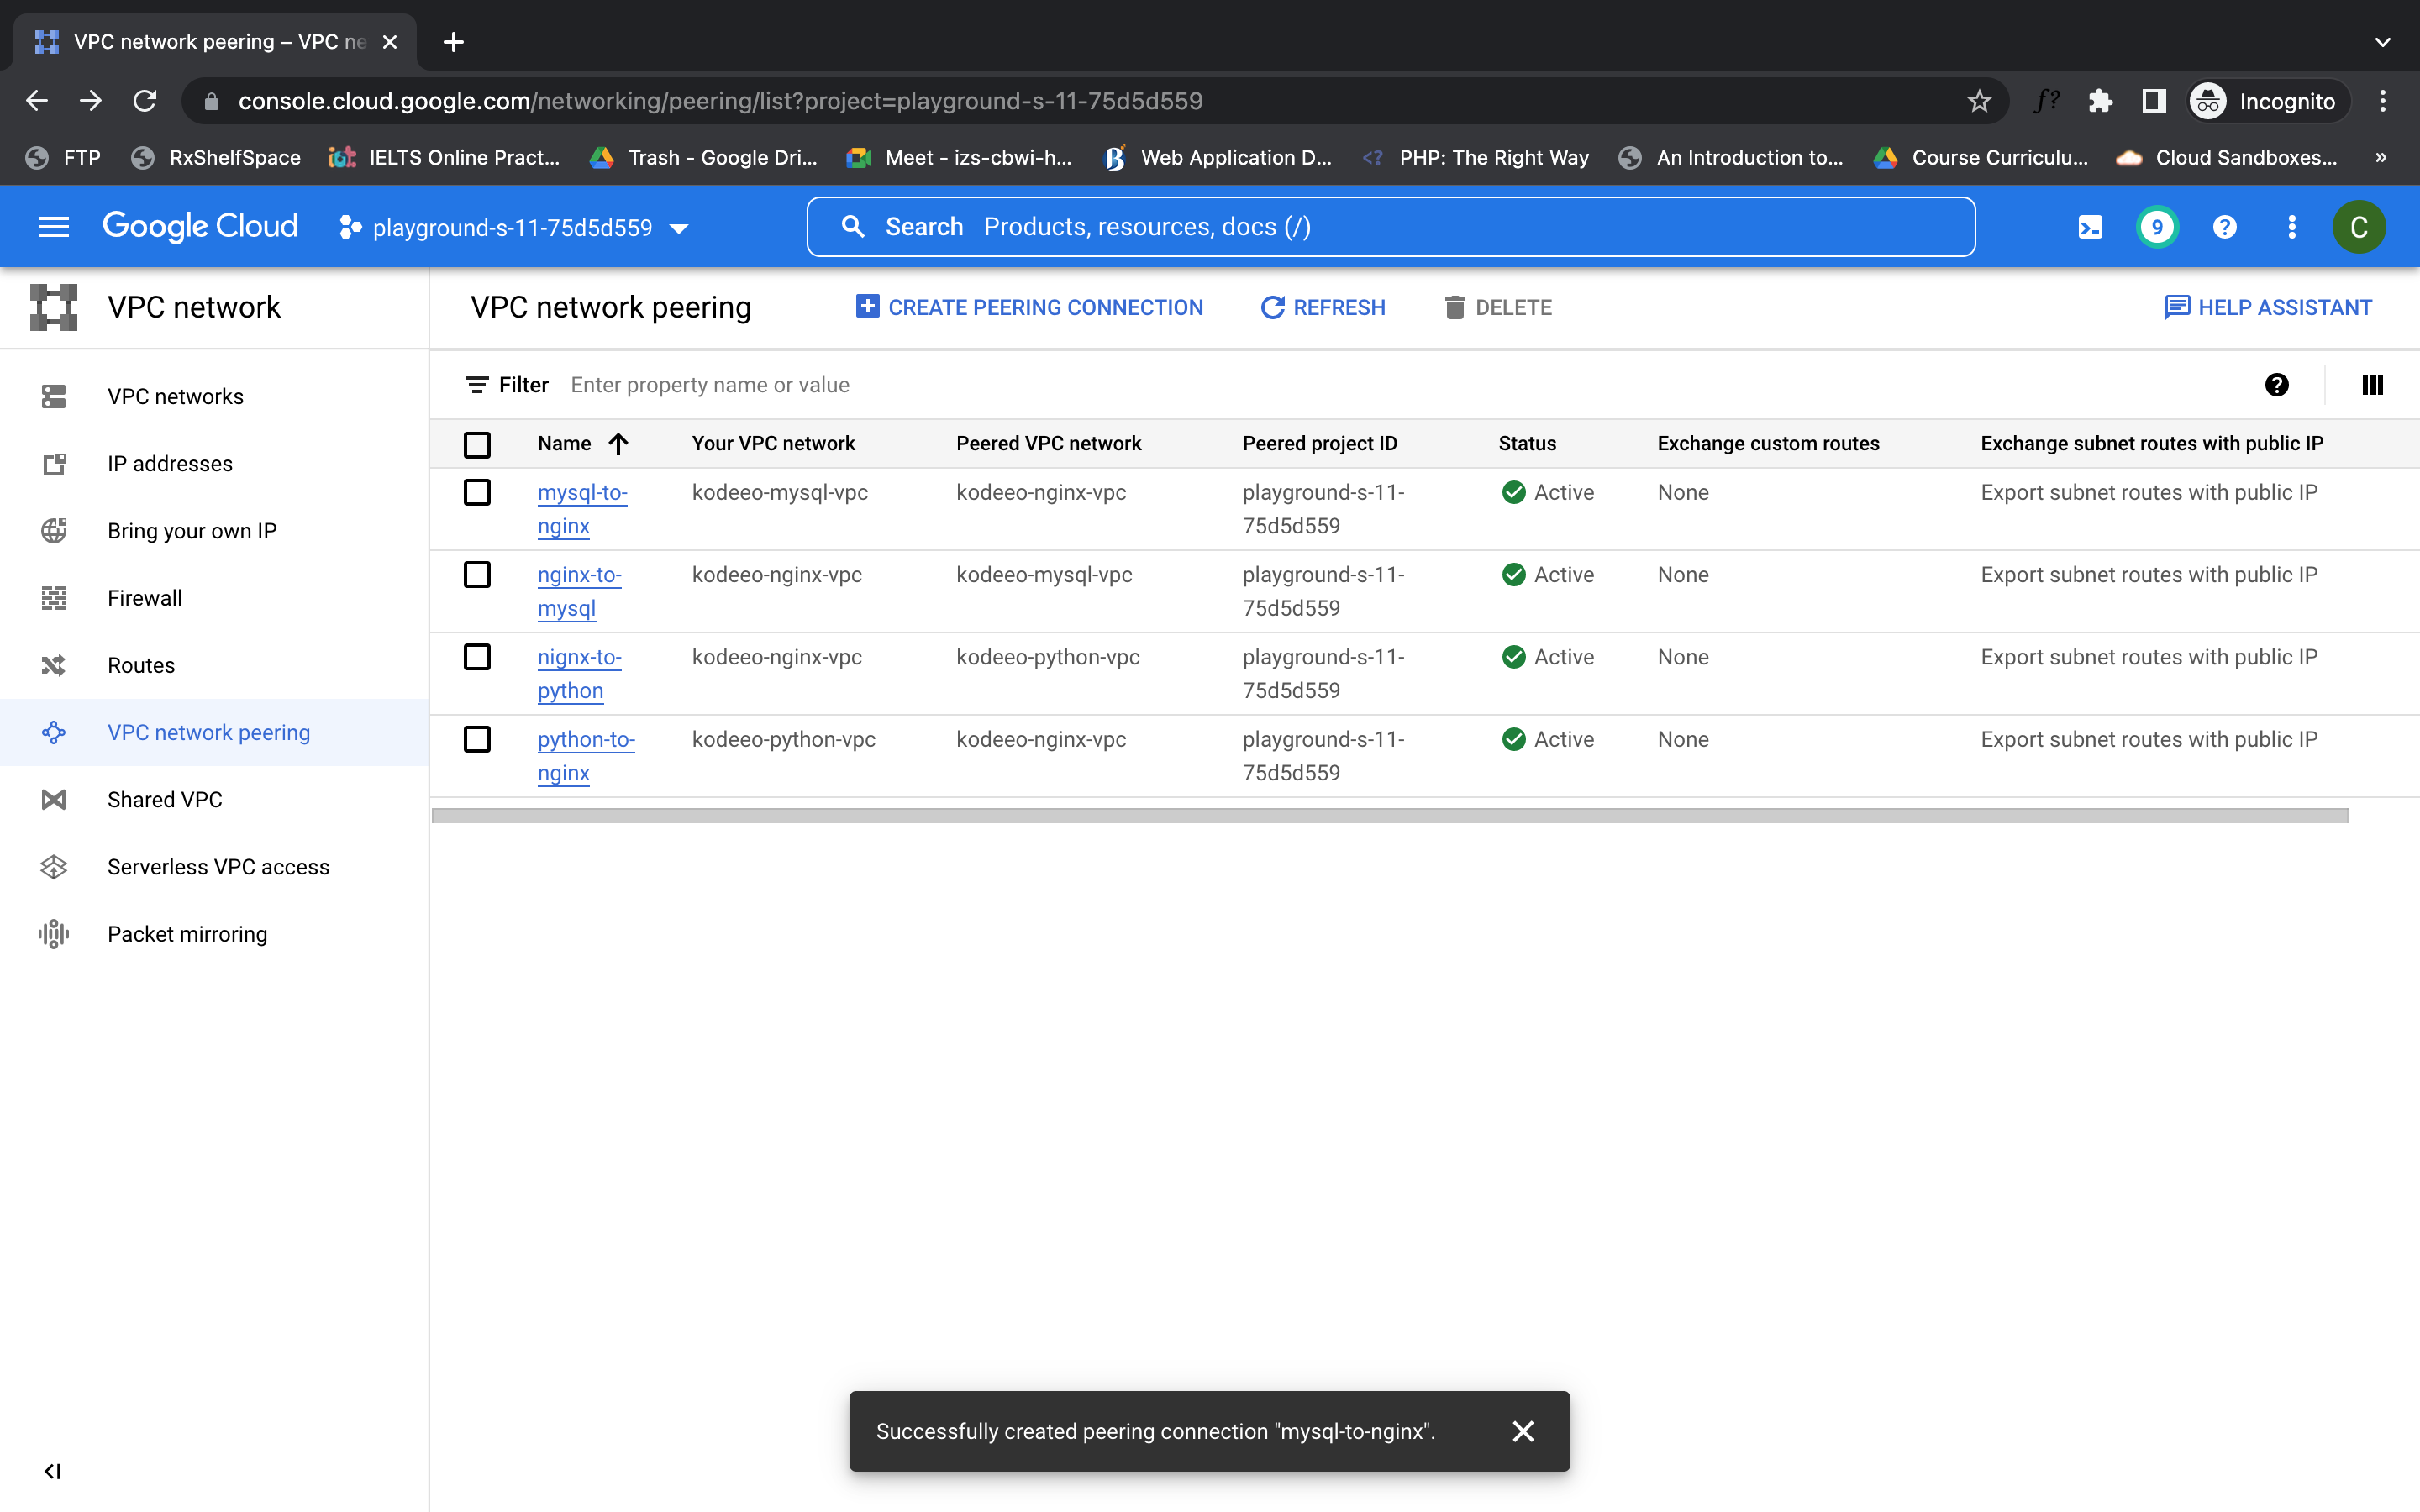 VPC network peering – VPC ne
console.cloud.google.com/networking/peering/list?project=playground-s-11-75d5d559
f?
Incognito
FTP
RxShelfSpace
IELTS Online Pract...
Trash - Google Dri...
Meet - izs-cbwi-h...
Web Application D...
PHP: The Right Way
An Introduction to...
Course Curriculu...
Cloud Sandboxes...
»
Google Cloud
playground-s-11-75d5d559
Search Products, resources, docs (/)
9
C
VPC network
VPC network peering
CREATE PEERING CONNECTION
REFRESH
DELETE
HELP ASSISTANT
VPC networks
IP addresses
Bring your own IP
Firewall
Routes
VPC network peering
Shared VPC
Serverless VPC access
Packet mirroring
Filter Enter property name or value
Name Your VPC network Peered VPC network Peered project ID Status Exchange custom routes Exchange subnet routes with public IP
mysql-to- kodeeo-mysql-vpc kodeeo-nginx-vpc playground-s-11- Active None Export subnet routes with public IP
nginx 75d5d559
nginx-to- kodeeo-nginx-vpc kodeeo-mysql-vpc playground-s-11- Active None Export subnet routes with public IP
mysql 75d5d559
nignx-to- kodeeo-nginx-vpc kodeeo-python-vpc playground-s-11- Active None Export subnet routes with public IP
python 75d5d559
python-to- kodeeo-python-vpc kodeeo-nginx-vpc playground-s-11- Active None Export subnet routes with public IP
nginx 75d5d559
Successfully created peering connection "mysql-to-nginx".